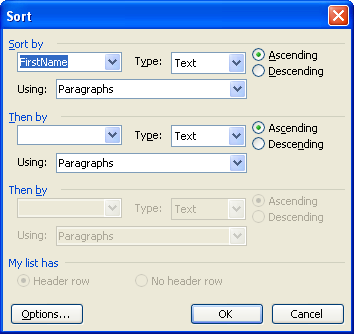 Sort
Sort by
FirstName Type: Text Ascending
Descending
Using: Paragraphs
Then by
Type: Text Ascending
Descending
Using: Paragraphs
Then by
Type: Text Ascending
Descending
Using: Paragraphs
My list has
Header row No header row
Options... OK Cancel